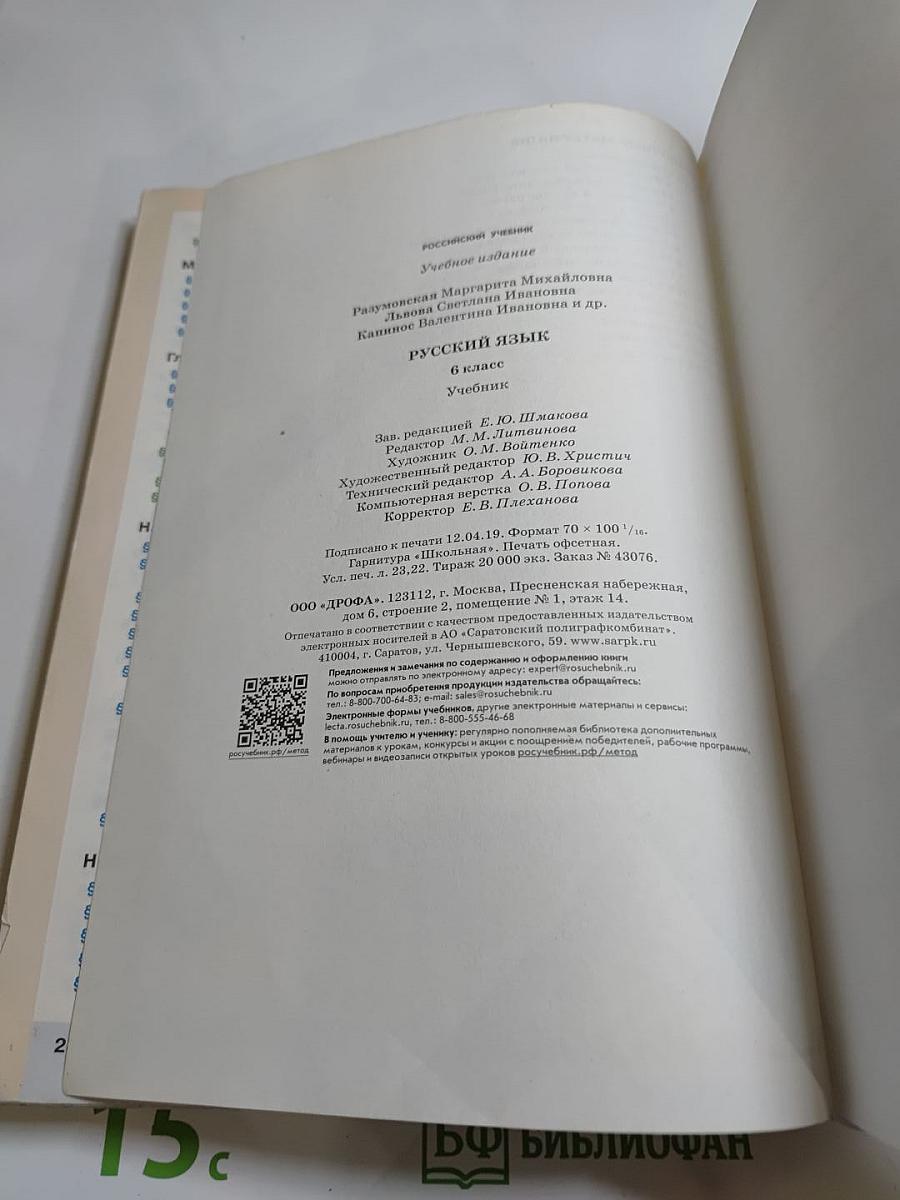 РОССИЙСКИЙ УЧЕБНИК
Учебное издание
Разумовская Маргарита Михайловна
Львова Светлана Ивановна
Капинос Валентина Ивановна и др.
РУССКИЙ ЯЗЫК
6 класс
Учебник
Зав. редакцией Е. Ю. Шмакова
Редактор М. М. Литвинова
Художник О. М. Войтенко
Художественный редактор Ю. В. Христич
Технический редактор А. А. Боровикова
Компьютерная верстка О. В. Попова
Корректор Е. В. Плеханова
Подписано к печати 12.04.19. Формат 70 × 100 1/16.
Гарнитура «Школьная». Печать офсетная.
Усл. печ. л. 23,22. Тираж 20 000 экз. Заказ № 43076.
ООО «ДРОФА». 123112, г. Москва, Пресненская набережная,
дом 6, строение 2, помещение № 1, этаж 14.
Отпечатано в соответствии с качеством предоставленных издательством
электронных носителей в АО «Саратовский полиграфкомбинат».
410004, г. Саратов, ул. Чернышевского, 59. www.sarpk.ru
Предложения и замечания по содержанию и оформлению книги
можно отправлять по электронному адресу: expert@rosuchebnik.ru
По вопросам приобретения продукции издательства обращайтесь:
тел.: 8-800-700-64-83; e-mail: sales@rosuchebnik.ru
Электронные формы учебников, другие электронные материалы и сервисы:
lecta.rosuchebnik.ru, тел.: 8-800-555-46-68
В помощь учителю и ученику: регулярно пополняемая библиотека дополнительных
материалов к урокам, конкурсы и акции с поощрением победителей, рабочие программы,
вебинары и видеозаписи открытых уроков росучебник.рф/метод
росучебник.рф/метод
2
15 с
БФ БИБЛИОФАН